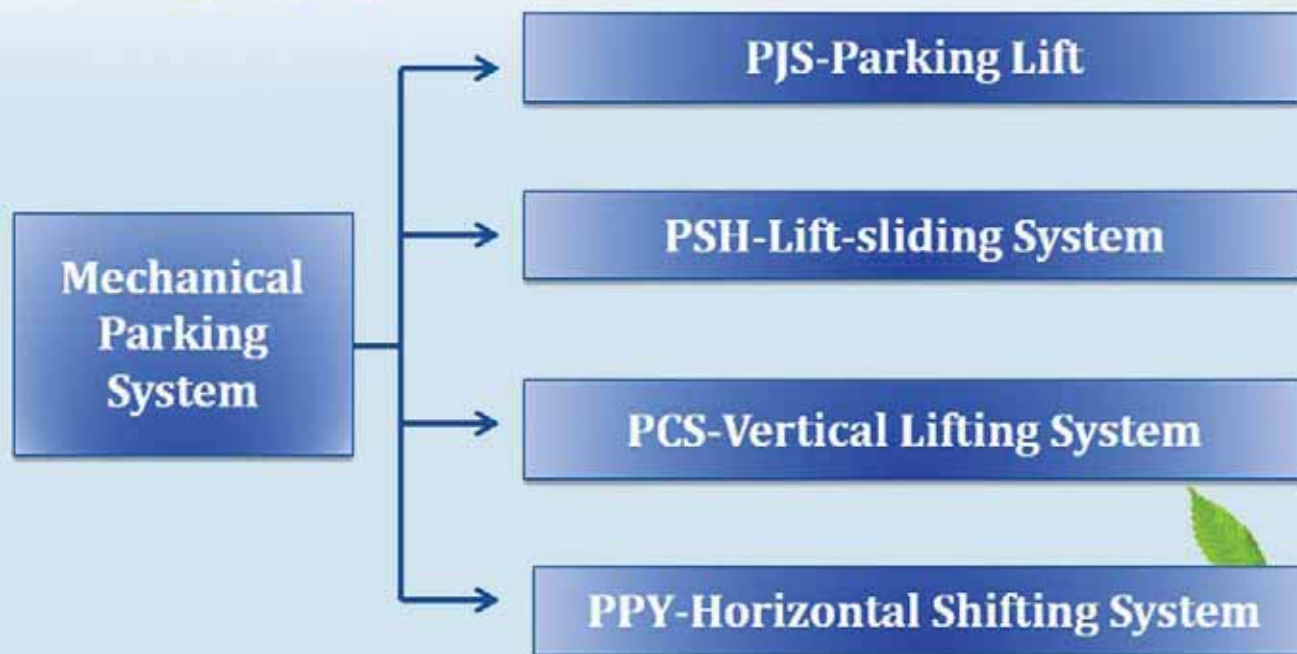 PJS-Parking Lift
PSH-Lift-sliding System
Mechanical
Parking
System
PCS-Vertical Lifting System
PPY-Horizontal Shifting System